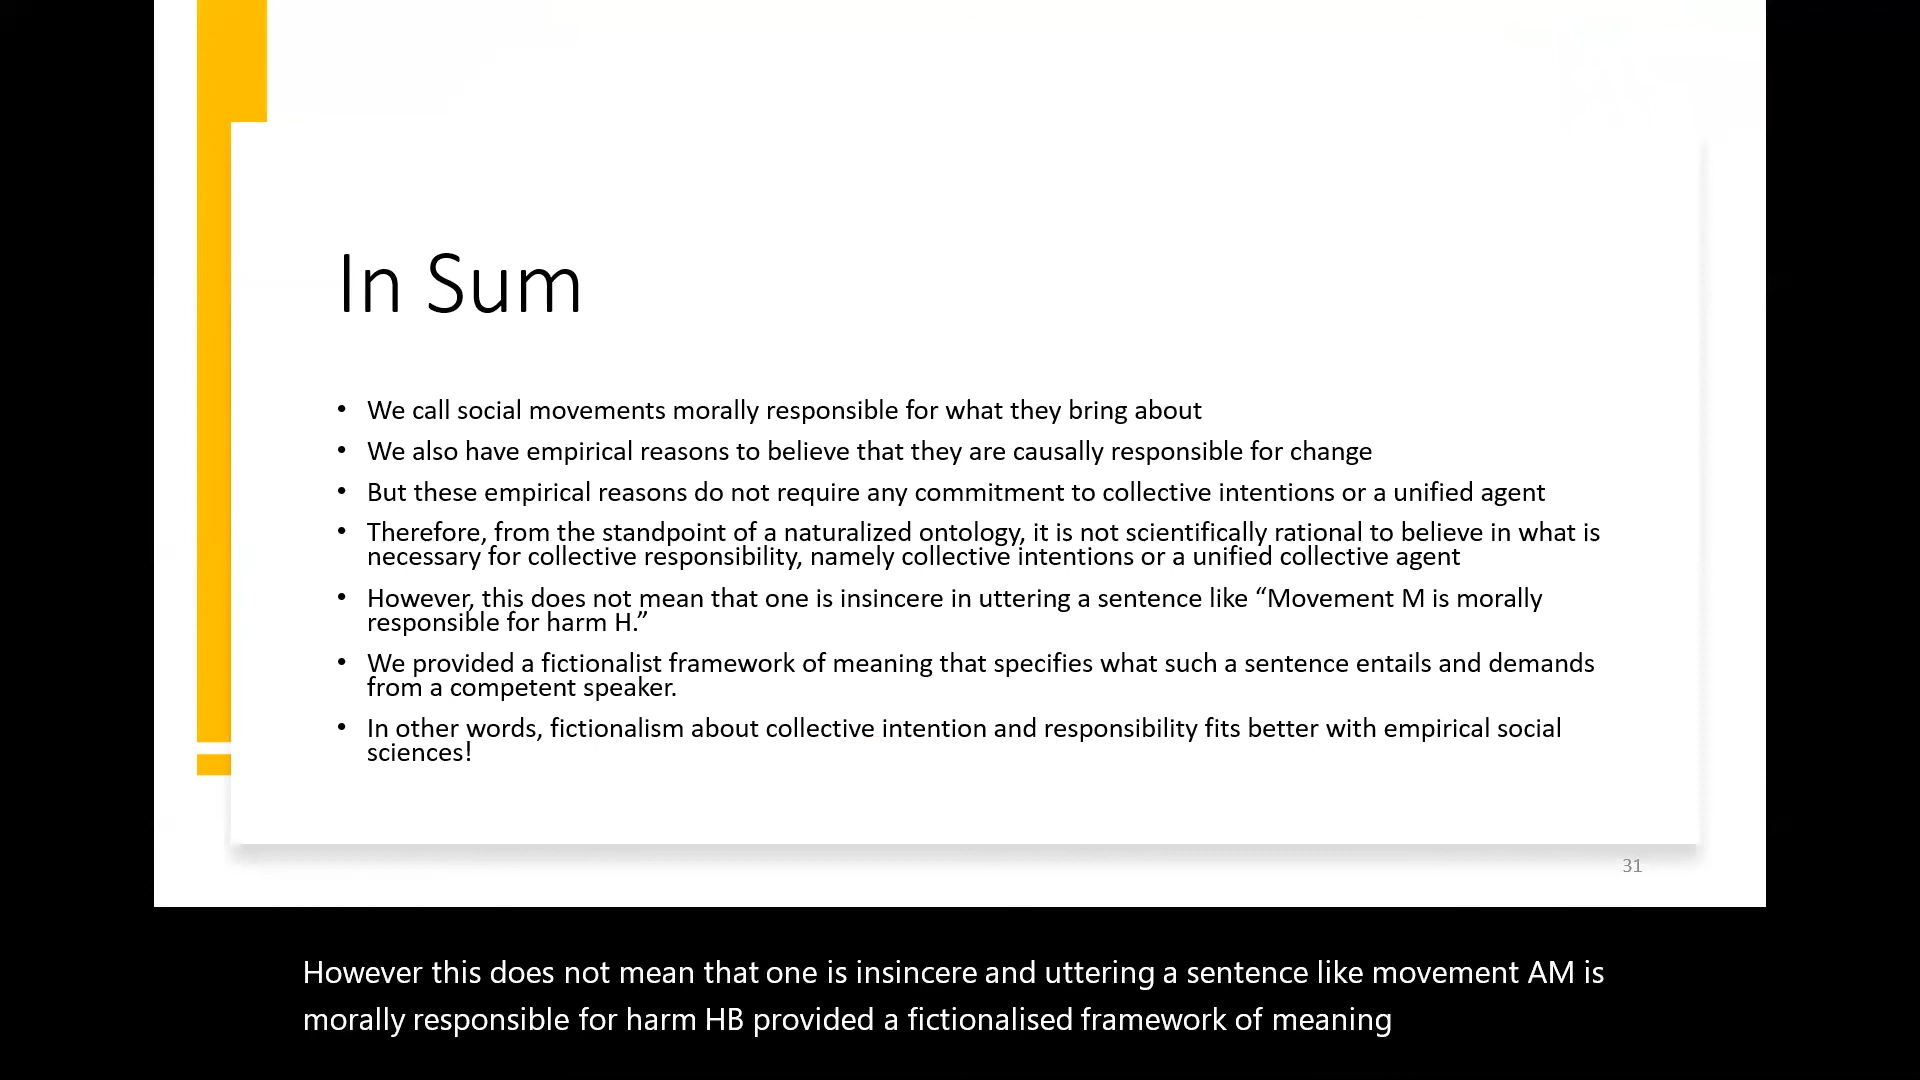 In Sum
• We call social movements morally responsible for what they bring about
• We also have empirical reasons to believe that they are causally responsible for change
• But these empirical reasons do not require any commitment to collective intentions or a unified agent
• Therefore, from the standpoint of a naturalized ontology, it is not scientifically rational to believe in what is
necessary for collective responsibility, namely collective intentions or a unified collective agent
• However, this does not mean that one is insincere in uttering a sentence like “Movement M is morally
responsible for harm H.”
• We provided a fictionalist framework of meaning that specifies what such a sentence entails and demands
from a competent speaker.
• In other words, fictionalism about collective intention and responsibility fits better with empirical social
sciences!
31
However this does not mean that one is insincere and uttering a sentence like movement AM is
morally responsible for harm HB provided a fictionalised framework of meaning